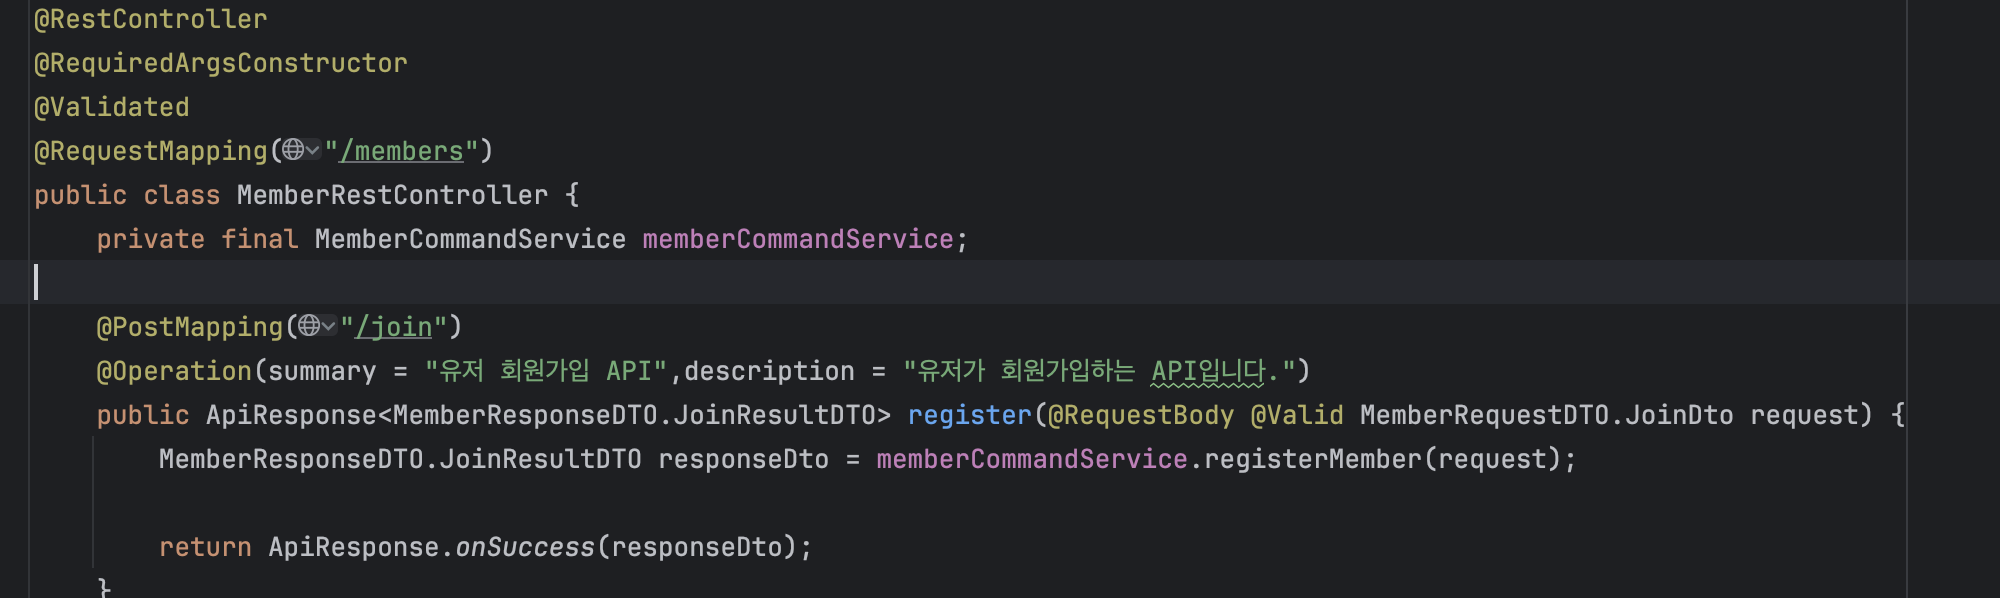 @RestController
@RequiredArgsConstructor
@Validated
@RequestMapping("/members")
public class MemberRestController {
    private final MemberCommandService memberCommandService;
    @PostMapping("/join")
    @Operation(summary = "유저 회원가입 API",description = "유저가 회원가입하는 API입니다.")
    public ApiResponse<MemberResponseDTO.JoinResultDTO> register(@RequestBody @Valid MemberRequestDTO.JoinDto request) {
        MemberResponseDTO.JoinResultDTO responseDto = memberCommandService.registerMember(request);
        return ApiResponse.onSuccess(responseDto);
    }